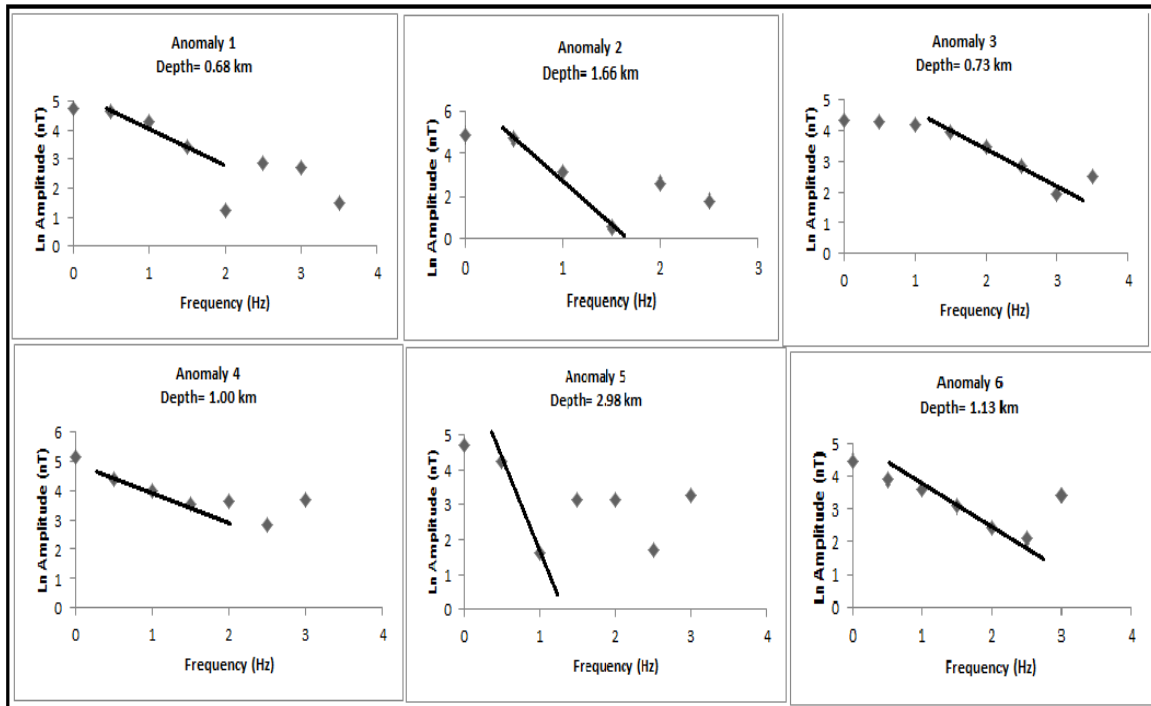 Anomaly 1
Depth= 0.68 km
Ln Amplitude (nT)
5
4
3
2
1
0
0 1 2 3 4
Frequency (Hz)
Anomaly 2
Depth= 1.66 km
Ln Amplitude (nT)
6
4
2
0
0 1 2 3
Frequency (Hz)
Anomaly 3
Depth= 0.73 km
Ln Amplitude (nT)
5
4
3
2
1
0
0 1 2 3 4
Frequency (Hz)
Anomaly 4
Depth= 1.00 km
Ln Amplitude (nT)
6
5
4
3
2
1
0
0 1 2 3 4
Frequency (Hz)
Anomaly 5
Depth= 2.98 km
Ln Amplitude (nT)
5
4
3
2
1
0
0 1 2 3 4
Frequency (Hz)
Anomaly 6
Depth= 1.13 km
Ln Amplitude (nT)
5
4
3
2
1
0
0 1 2 3 4
Frequency (Hz)